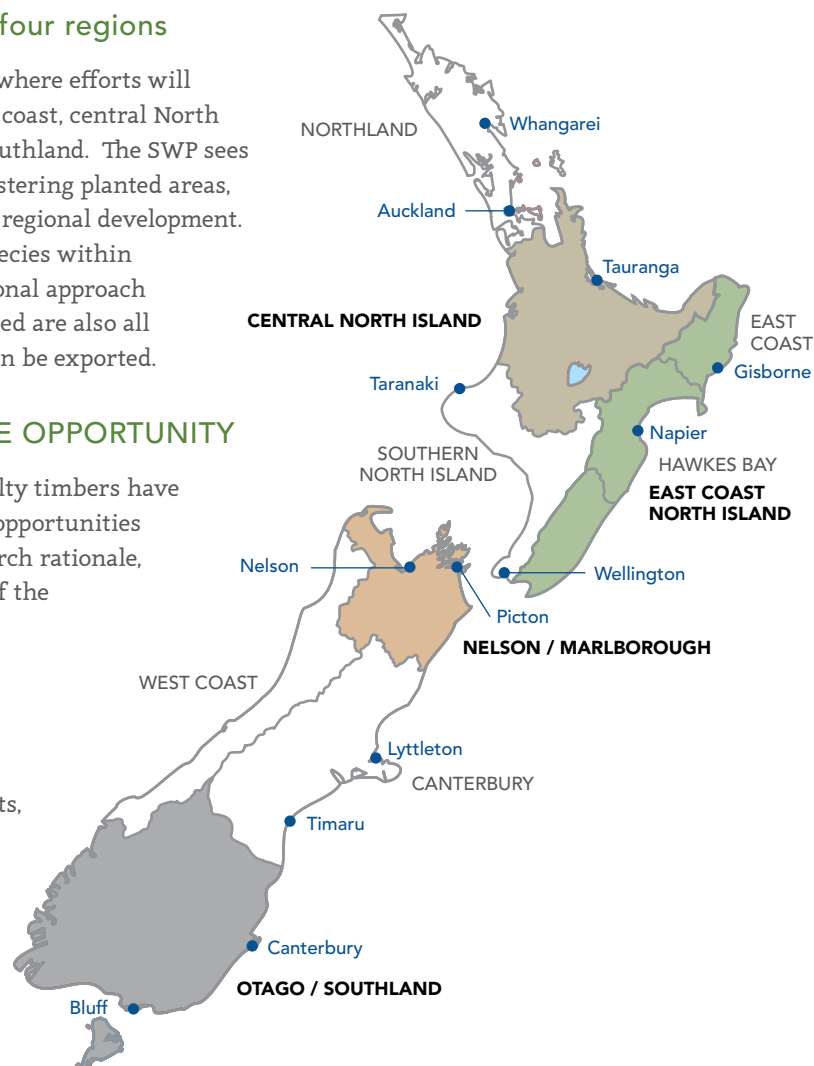 four regions
where efforts will
coast, central North
uthland. The SWP sees
stering planted areas,
regional development.
ecies within
onal approach
ed are also all
n be exported.
E OPPORTUNITY
lty timbers have
opportunities
rch rationale,
f the
ts,
NORTHLAND
Whangarei
Auckland
Tauranga
CENTRAL NORTH ISLAND
EAST
COAST
Gisborne
Taranaki
Napier
SOUTHERN
NORTH ISLAND
HAWKES BAY
EAST COAST
NORTH ISLAND
Nelson
Wellington
Picton
NELSON / MARLBOROUGH
WEST COAST
Lyttleton
CANTERBURY
Timaru
Canterbury
OTAGO / SOUTHLAND
Bluff